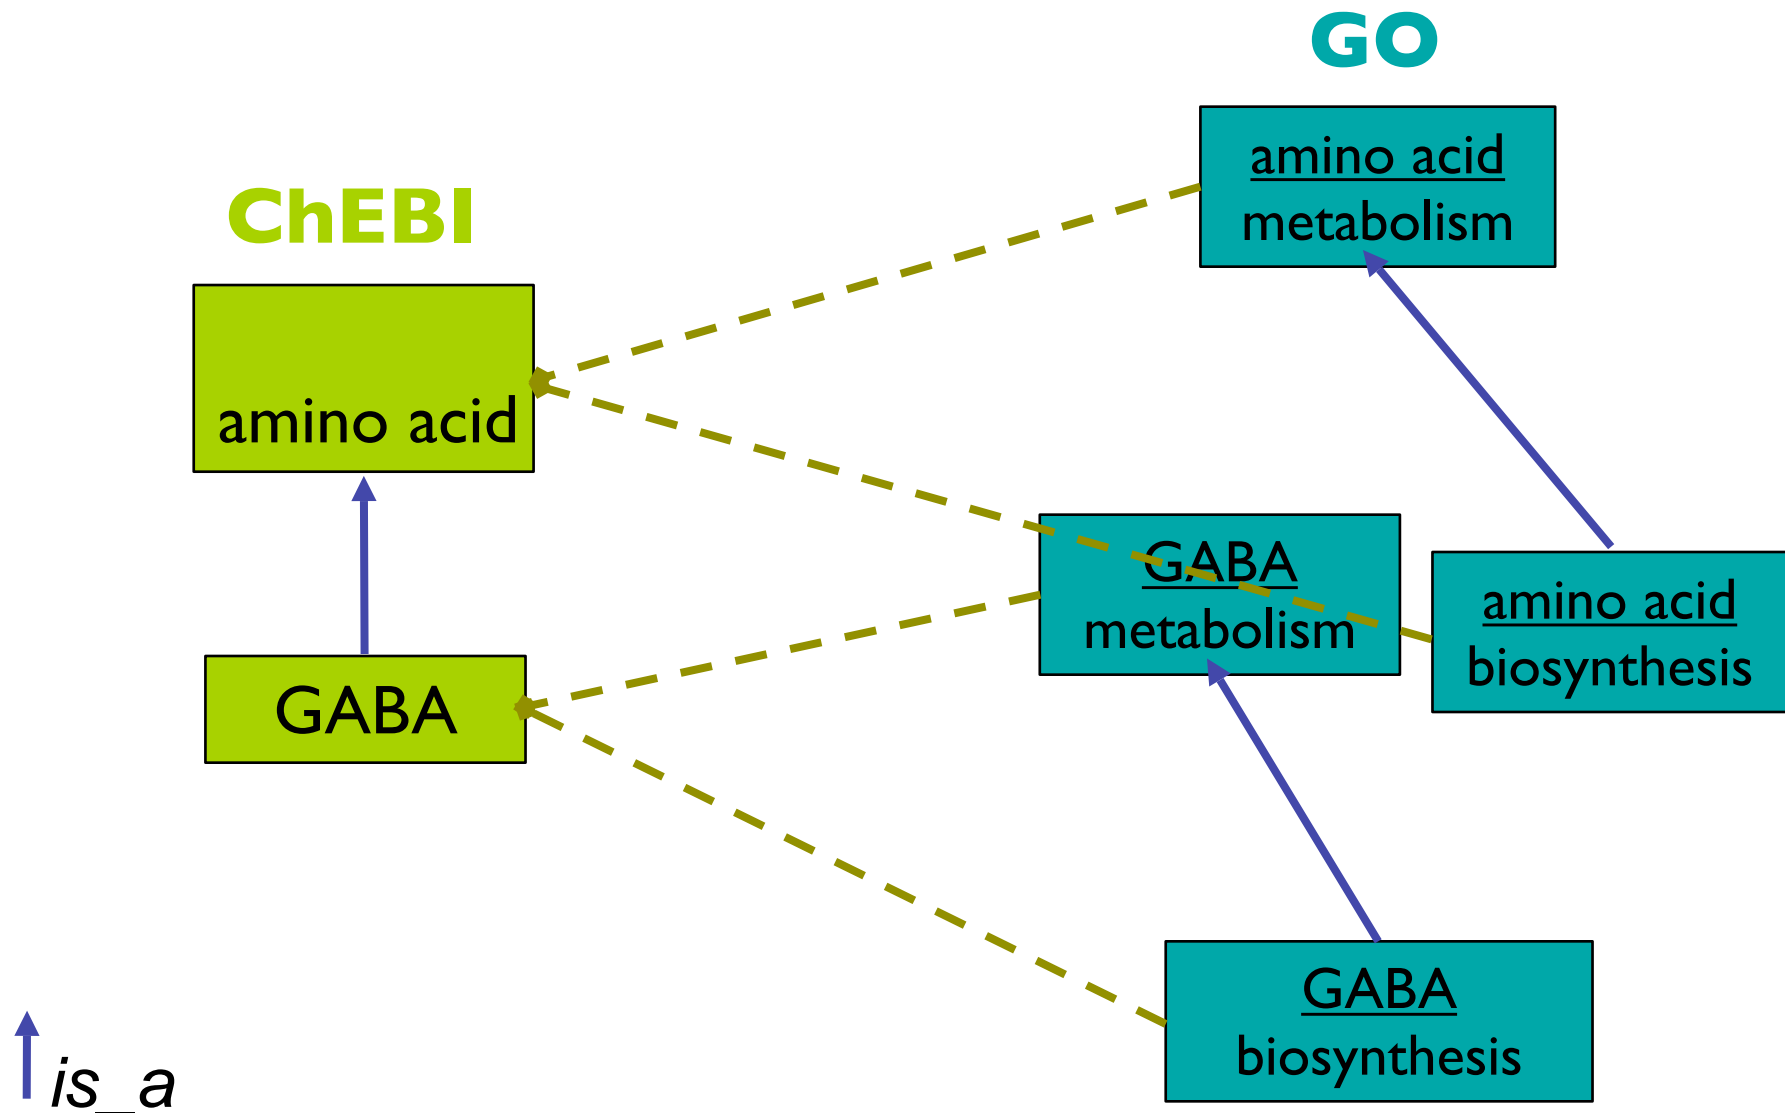 GO
amino acid
metabolism
ChEBI
amino acid
GABA
metabolism
amino acid
biosynthesis
GABA
GABA
biosynthesis
is_a